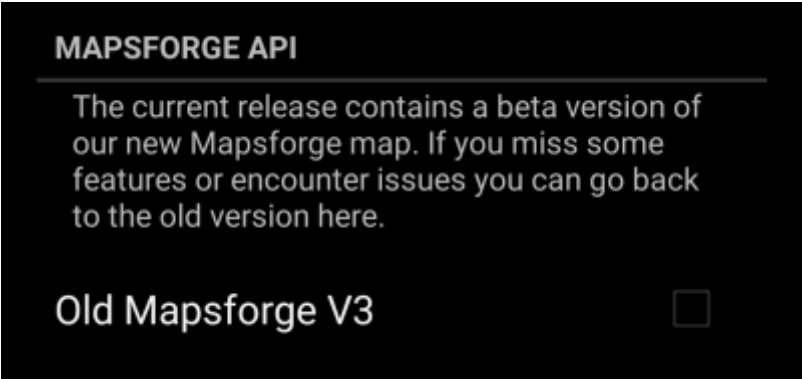 MAPSFORGE API
The current release contains a beta version of
our new Mapsforge map. If you miss some
features or encounter issues you can go back
to the old version here.
Old Mapsforge V3